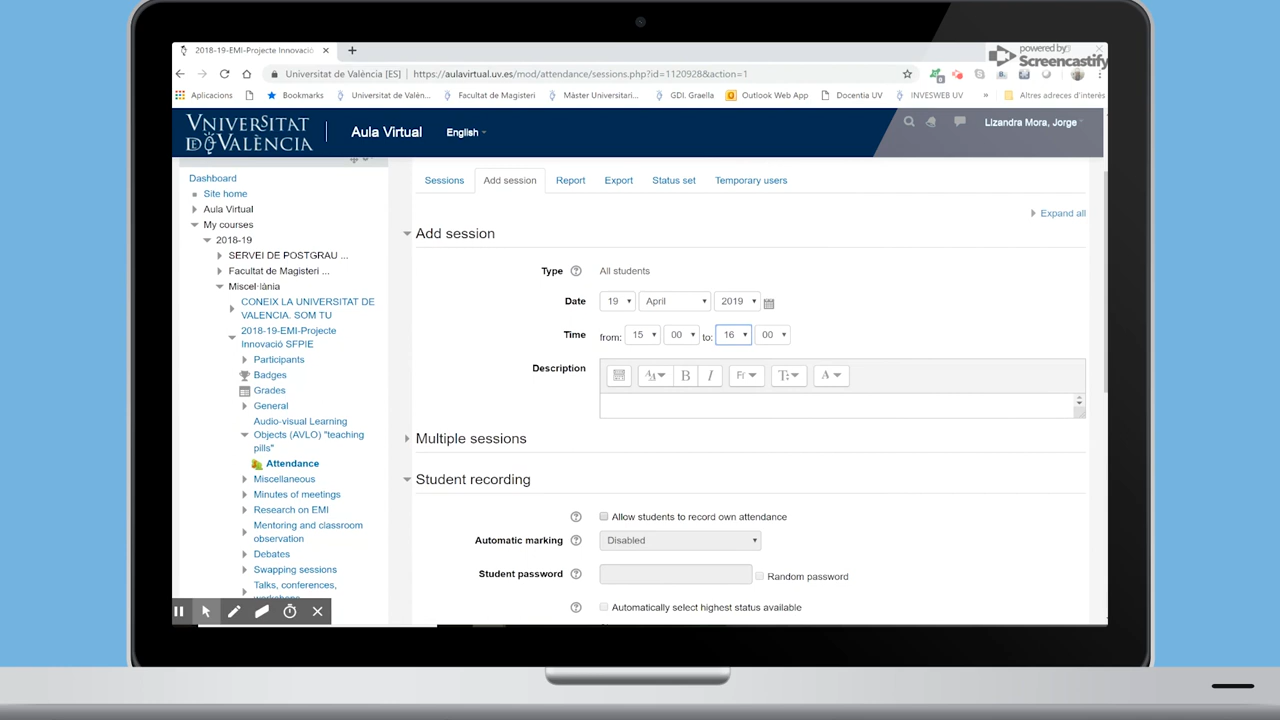 2018-19-EMI-Projecte Innovació
powered by
Screencastify
Universitat de València [ES]
https://aulavirtual.uv.es/mod/attendance/sessions.php?id=1120928&action=1
Aplicacions
Bookmarks
Universitat de Valèn...
Facultat de Magisteri
Màster Universitari...
GDI. Graella
Outlook Web App
Docentia UV
INVESWEB UV
»
Altres adreces d'interés
VNIVERSITAT
DE VALÈNCIA
Aula Virtual
English
Lizandra Mora, Jorge
Dashboard
Site home
Aula Virtual
My courses
2018-19
SERVEI DE POSTGRAU ...
Facultat de Magisteri ...
Miscel·lània
CONEIX LA UNIVERSITAT DE
VALENCIA. SOM TU
2018-19-EMI-Projecte
Innovació SFPIE
Participants
Badges
Grades
General
Audio-visual Learning
Objects (AVLO) "teaching
pills"
Attendance
Miscellaneous
Minutes of meetings
Research on EMI
Mentoring and classroom
observation
Debates
Swapping sessions
Talks, conferences,
Sessions
Add session
Report
Export
Status set
Temporary users
Expand all
Add session
Type
All students
Date
19 April 2019
Time
from: 15 00 to: 16 00
Description
B I
Multiple sessions
Student recording
Allow students to record own attendance
Automatic marking
Disabled
Student password
Random password
Automatically select highest status available